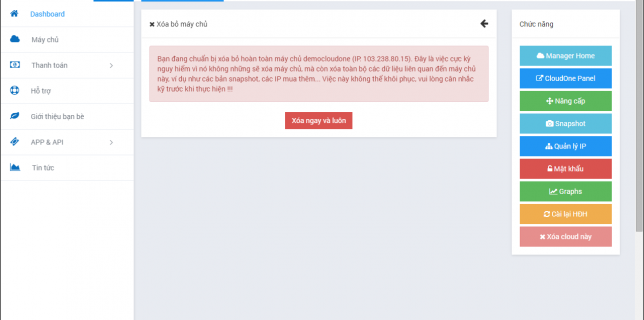 Dashboard
Máy chủ
Thanh toán
Hỗ trợ
Giới thiệu bạn bè
APP & API
Tin tức
Xóa bỏ máy chủ
Bạn đang chuẩn bị xóa bỏ hoàn toàn máy chủ democloudone (IP: 103.238.80.15). Đây là việc cực kỳ
nguy hiểm vì nó không những sẽ xóa máy chủ, mà còn xóa toàn bộ các dữ liệu liên quan đến máy chủ
này, ví dụ như các bản snapshot, các IP mua thêm... Việc này không thể khôi phục, vui lòng cân nhắc
kỹ trước khi thực hiện !!!
Xóa ngay và luôn
Chức năng
Manager Home
CloudOne Panel
Nâng cấp
Snapshot
Quản lý IP
Mật khẩu
Graphs
Cài lại HĐH
Xóa cloud này